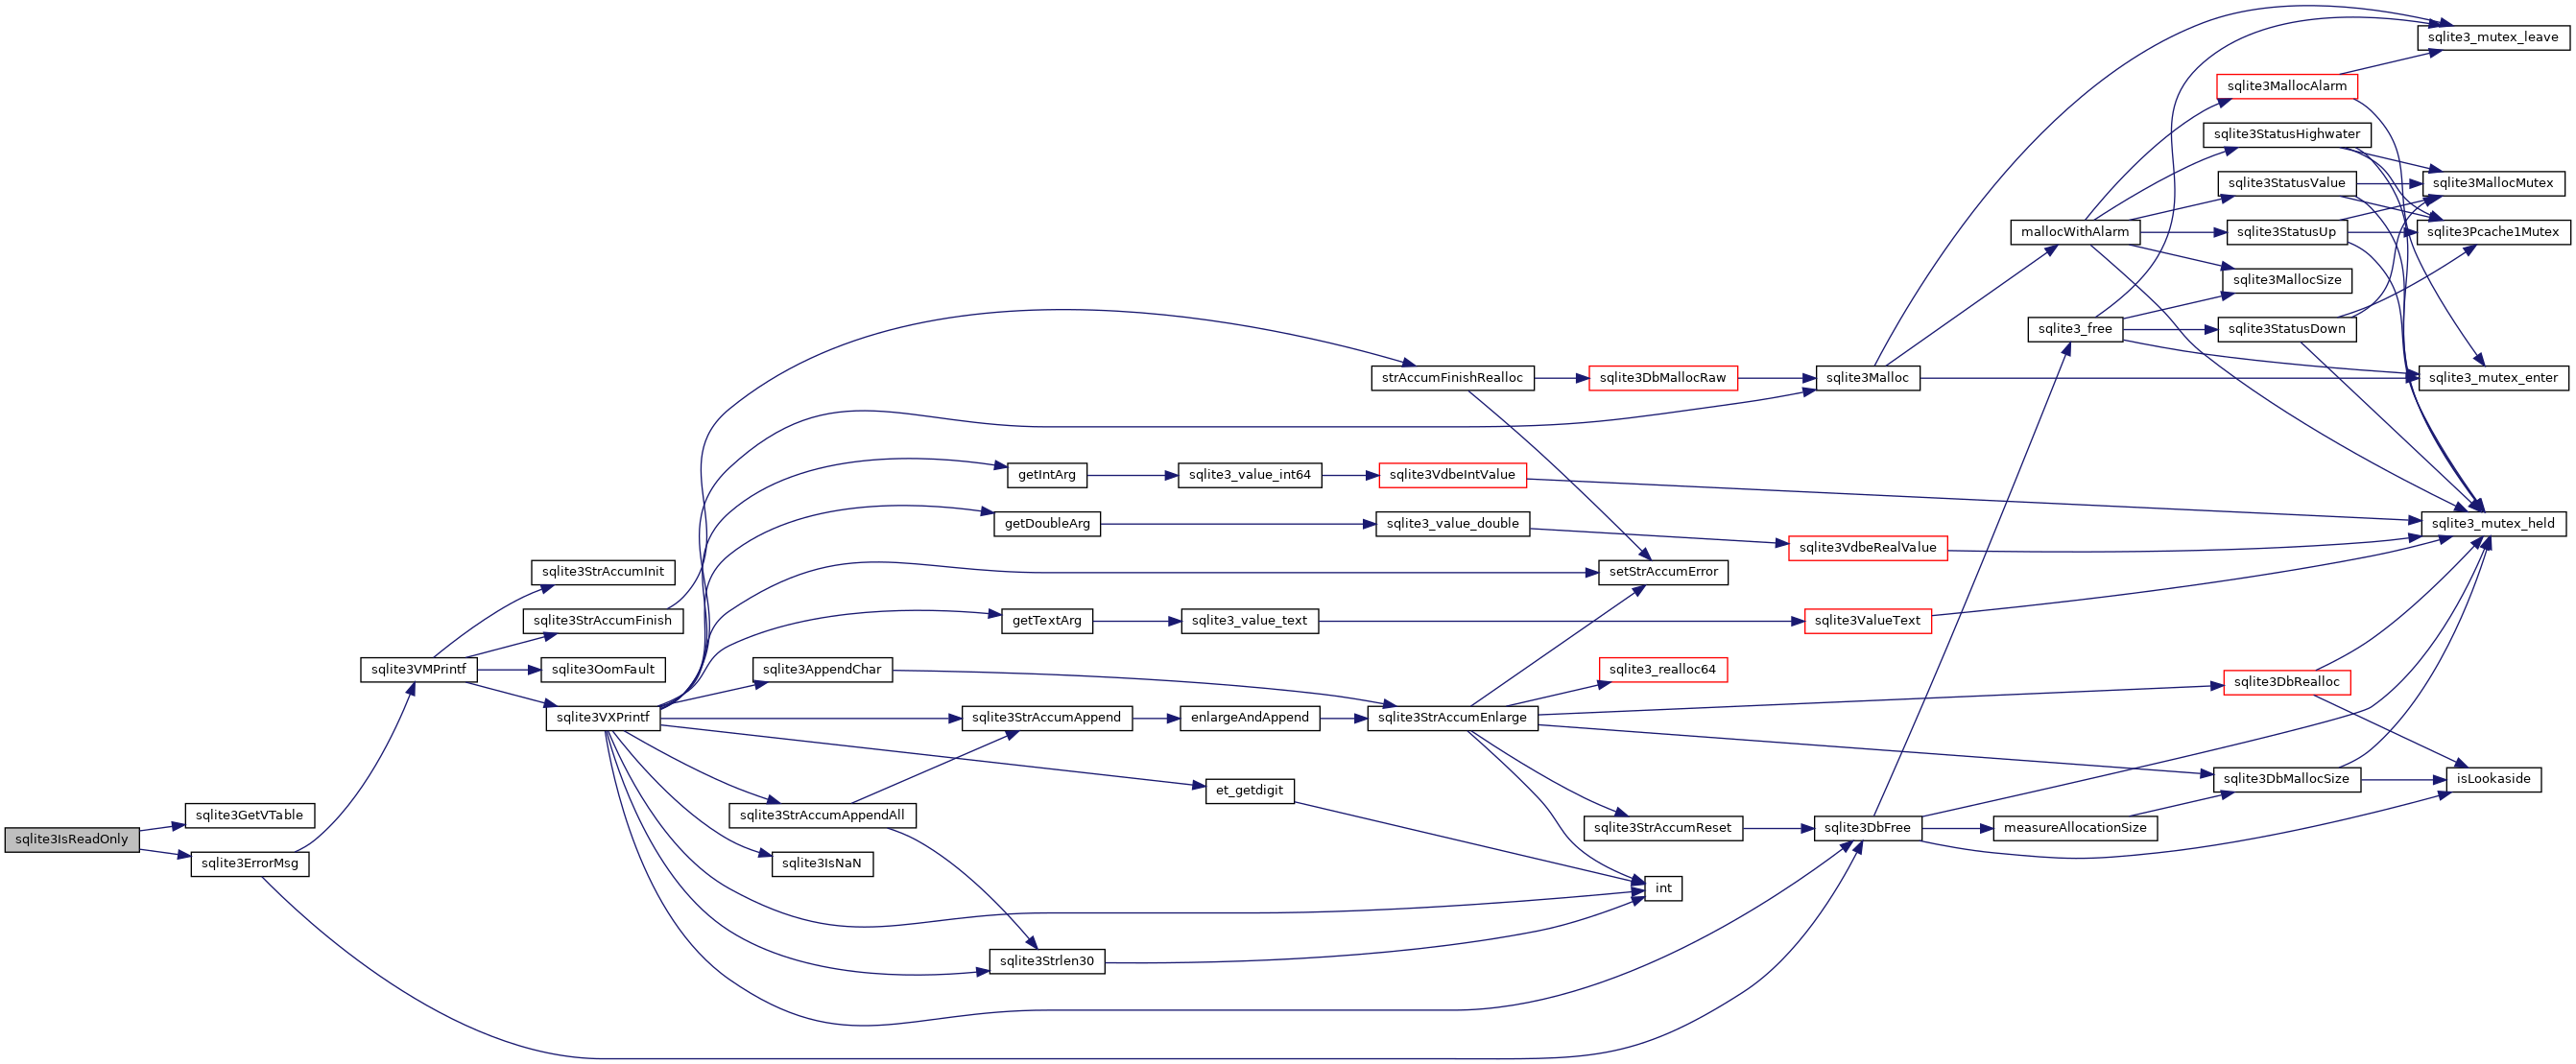 sqlite3IsReadOnly
sqlite3GetVTable
sqlite3ErrorMsg
sqlite3VMPrintf
sqlite3StrAccumInit
sqlite3StrAccumFinish
sqlite3OomFault
sqlite3VXPrintf
sqlite3AppendChar
sqlite3StrAccumAppendAll
sqlite3IsNaN
getIntArg
getDoubleArg
getTextArg
sqlite3StrAccumAppend
sqlite3Strlen30
sqlite3_value_int64
sqlite3_value_text
enlargeAndAppend
et_getdigit
strAccumFinishRealloc
sqlite3VdbeIntValue
sqlite3_value_double
sqlite3StrAccumEnlarge
sqlite3DbMallocRaw
setStrAccumError
sqlite3_realloc64
sqlite3StrAccumReset
int
sqlite3Malloc
sqlite3VdbeRealValue
sqlite3ValueText
sqlite3DbFree
mallocWithAlarm
sqlite3_free
measureAllocationSize
sqlite3MallocAlarm
sqlite3StatusHighwater
sqlite3StatusValue
sqlite3StatusUp
sqlite3MallocSize
sqlite3StatusDown
sqlite3DbRealloc
sqlite3DbMallocSize
sqlite3_mutex_leave
sqlite3MallocMutex
sqlite3Pcache1Mutex
sqlite3_mutex_enter
sqlite3_mutex_held
isLookaside